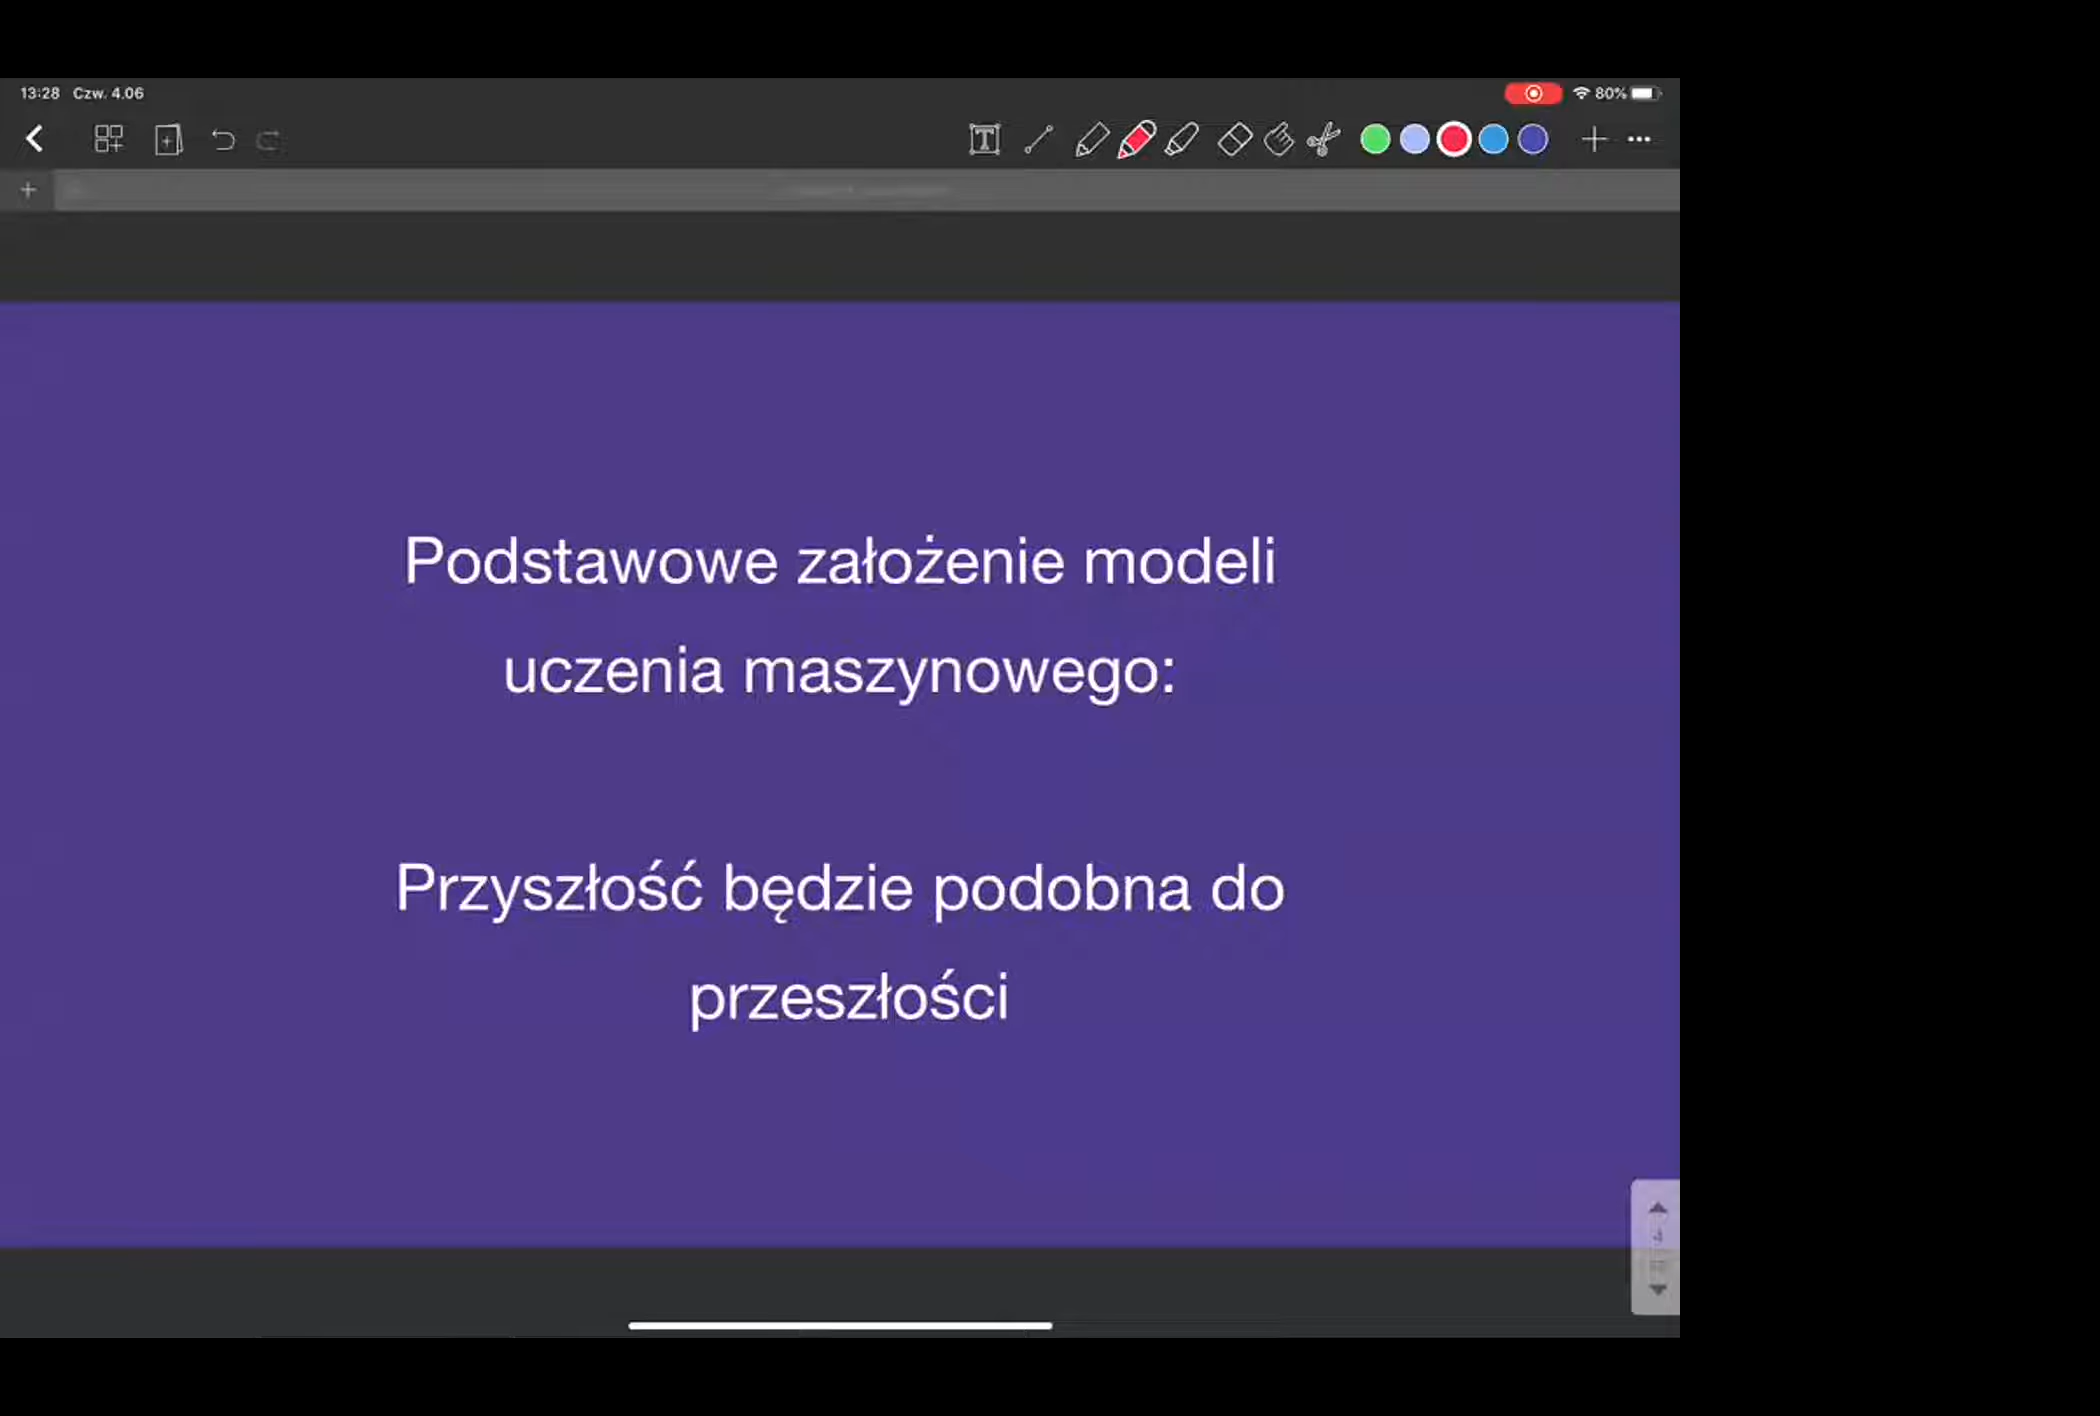 13:28 Czw. 4.06
80%
Podstawowe założenie modeli
uczenia maszynowego:
Przyszłość będzie podobna do
przeszłości